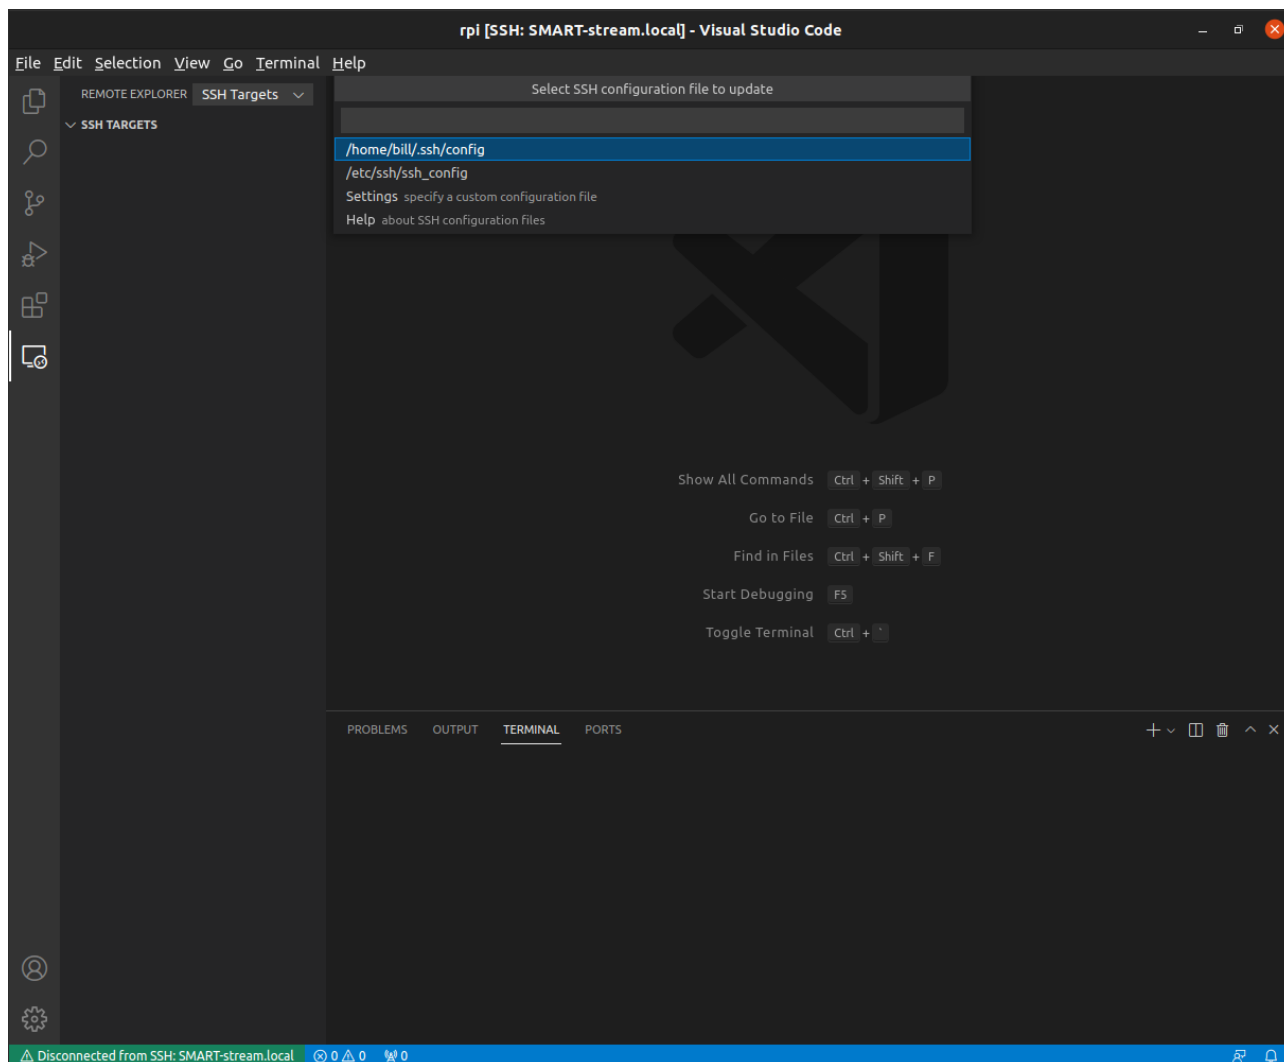 rpi [SSH: SMART-stream.local] - Visual Studio Code
File Edit Selection View Go Terminal Help
REMOTE EXPLORER SSH Targets
SSH TARGETS
Select SSH configuration file to update
/home/bill/.ssh/config
/etc/ssh/ssh_config
Settings specify a custom configuration file
Help about SSH configuration files
Show All Commands Ctrl + Shift + P
Go to File Ctrl + P
Find in Files Ctrl + Shift + F
Start Debugging F5
Toggle Terminal Ctrl + `
PROBLEMS OUTPUT TERMINAL PORTS
Disconnected from SSH: SMART-stream.local 0 0 0